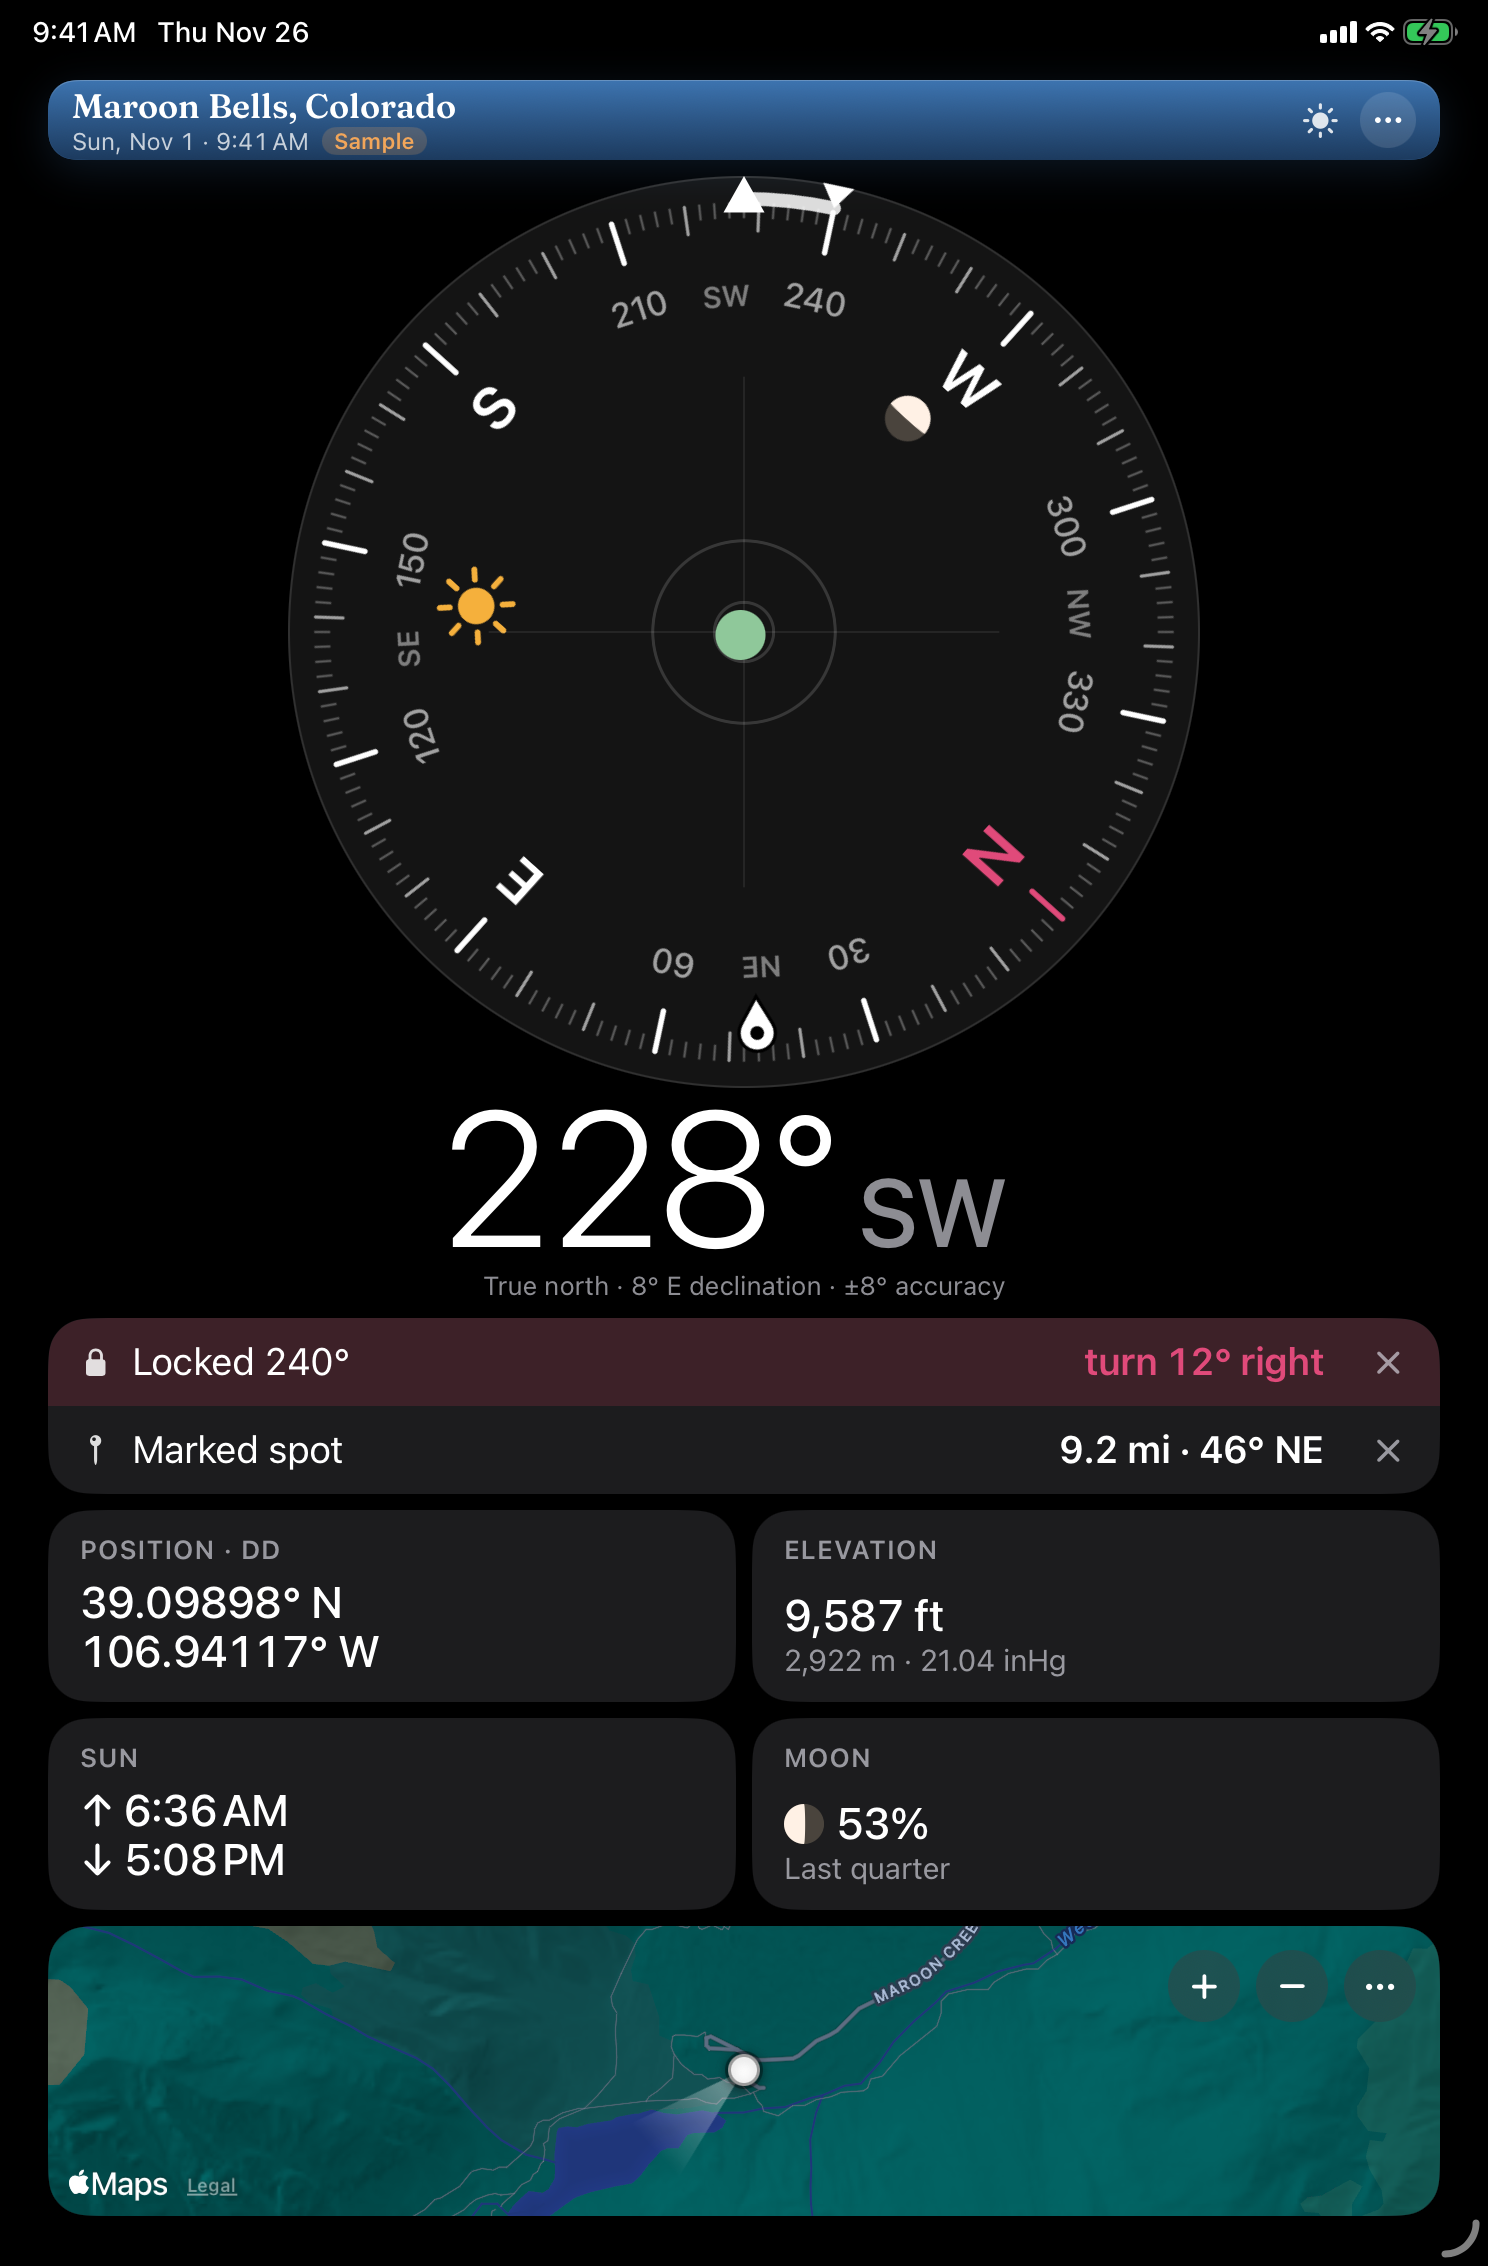 9:41 AM Thu Nov 26
Maroon Bells, Colorado
Sun, Nov 1 · 9:41 AM Sample
210 SW 240
S W
150 300
SE NW
120 330
E N
60 NE 30
228° SW
True north · 8° E declination · ±8° accuracy
Locked 240° turn 12° right
Marked spot 9.2 mi · 46° NE
POSITION · DD
39.09898° N
106.94117° W
ELEVATION
9,587 ft
2,922 m · 21.04 inHg
SUN
↑ 6:36 AM
↓ 5:08 PM
MOON
53%
Last quarter
MAROON CREE
We
Maps Legal